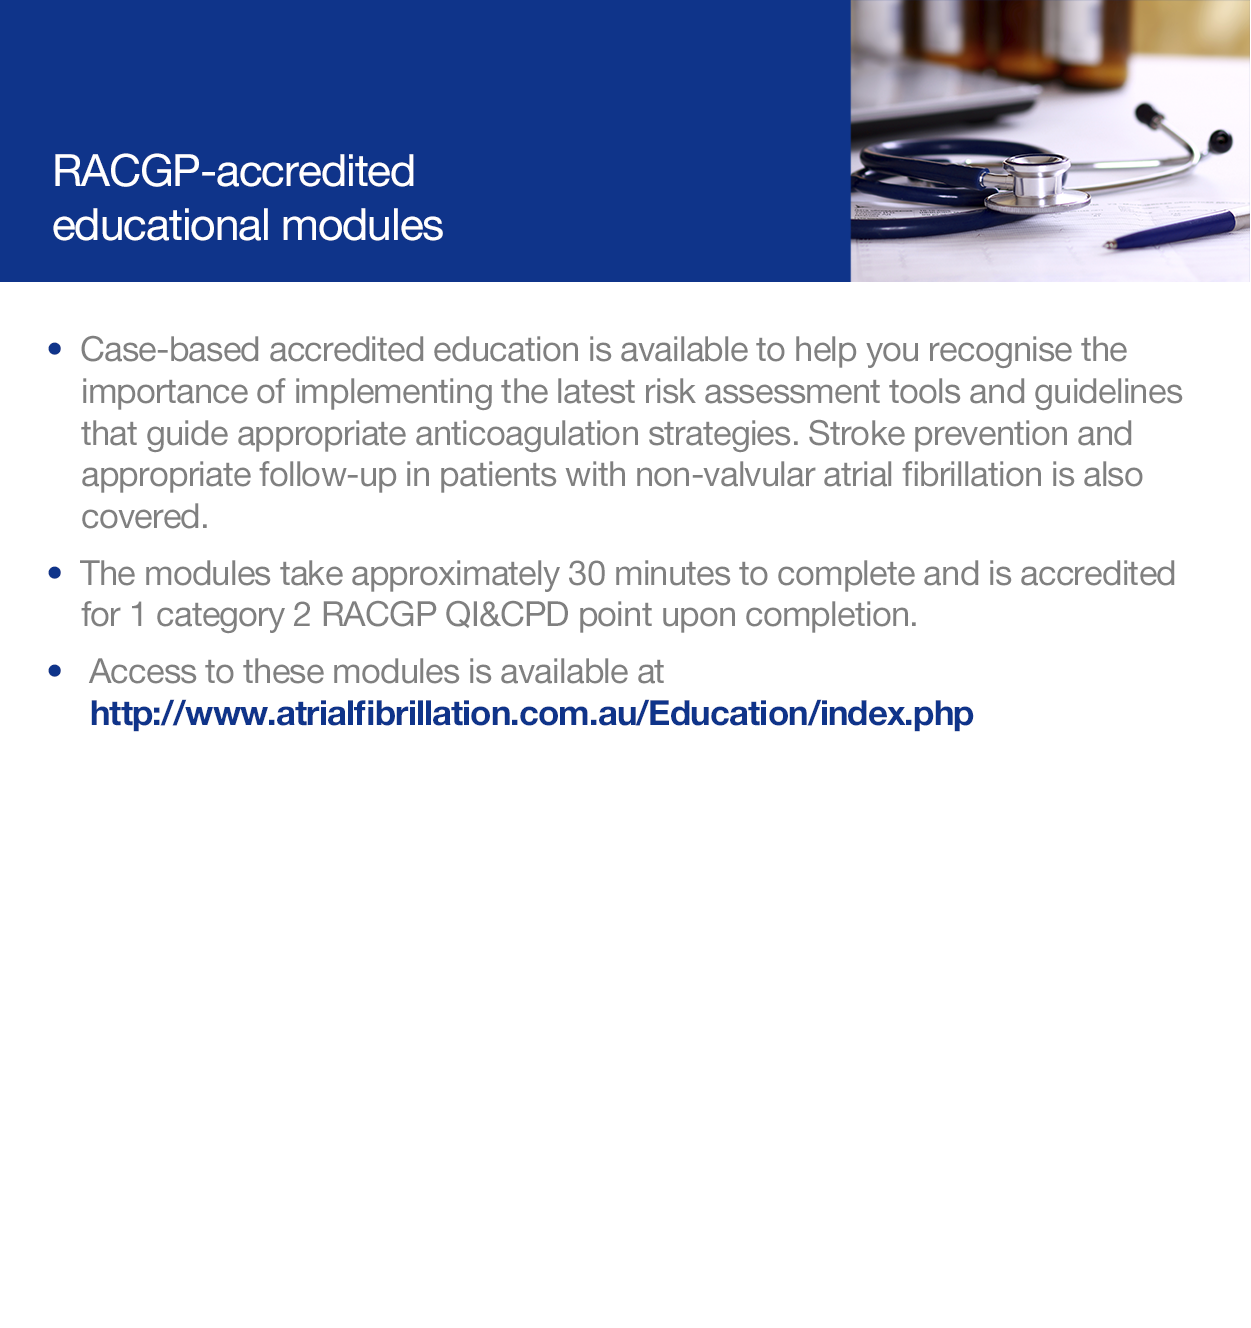 RACGP-accredited
educational modules
• Case-based accredited education is available to help you recognise the
importance of implementing the latest risk assessment tools and guidelines
that guide appropriate anticoagulation strategies. Stroke prevention and
appropriate follow-up in patients with non-valvular atrial fibrillation is also
covered.
• The modules take approximately 30 minutes to complete and is accredited
for 1 category 2 RACGP QI&CPD point upon completion.
• Access to these modules is available at
http://www.atrialfibrillation.com.au/Education/index.php